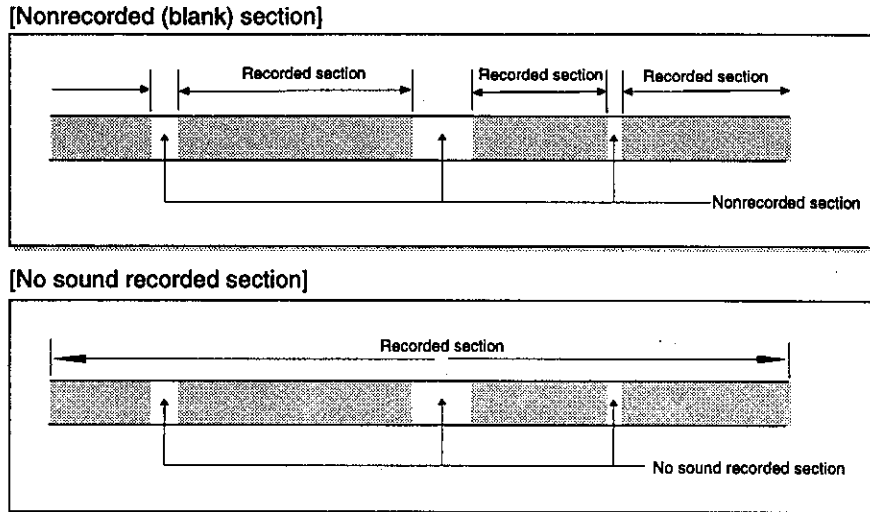 [Nonrecorded (blank) section]
Recorded section
Recorded section
Recorded section
Nonrecorded section
[No sound recorded section]
Recorded section
No sound recorded section